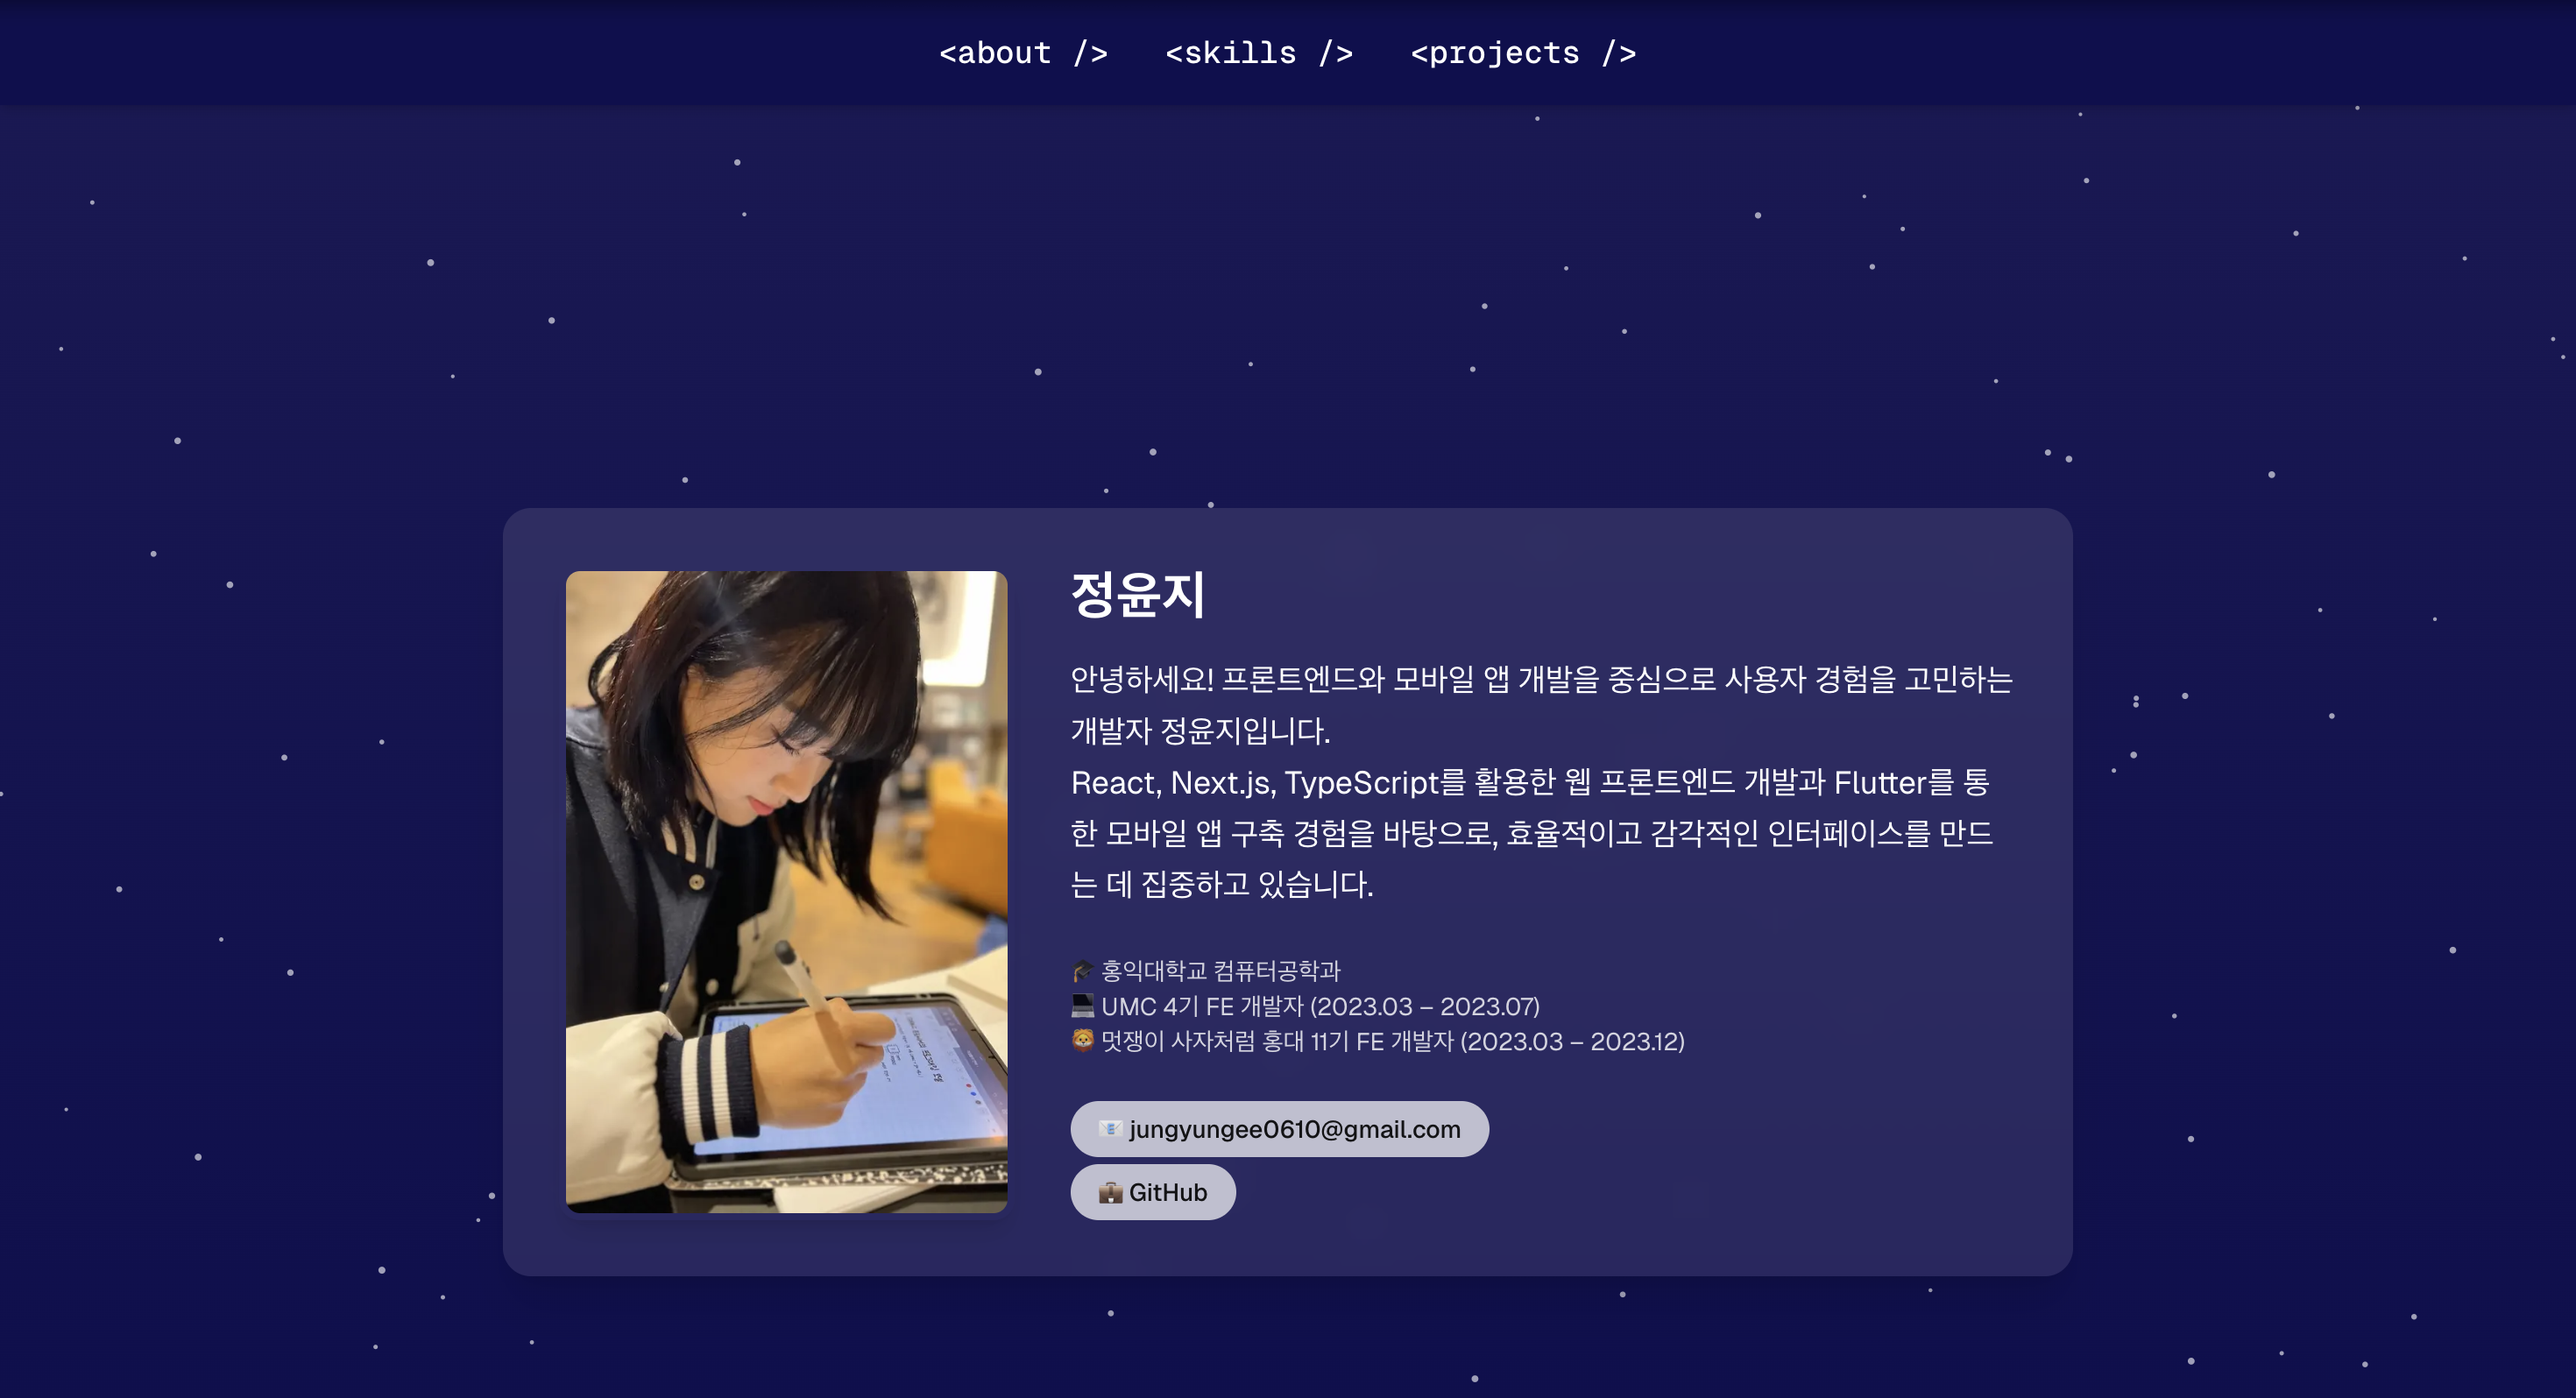 <about />   <skills />   <projects />
정윤지
안녕하세요! 프론트엔드와 모바일 앱 개발을 중심으로 사용자 경험을 고민하는
개발자 정윤지입니다.
React, Next.js, TypeScript를 활용한 웹 프론트엔드 개발과 Flutter를 통
한 모바일 앱 구축 경험을 바탕으로, 효율적이고 감각적인 인터페이스를 만드
는 데 집중하고 있습니다.
🎓 홍익대학교 컴퓨터공학과
💻 UMC 4기 FE 개발자 (2023.03 – 2023.07)
🦁 멋쟁이 사자처럼 홍대 11기 FE 개발자 (2023.03 – 2023.12)
📧 jungyungee0610@gmail.com
💼 GitHub